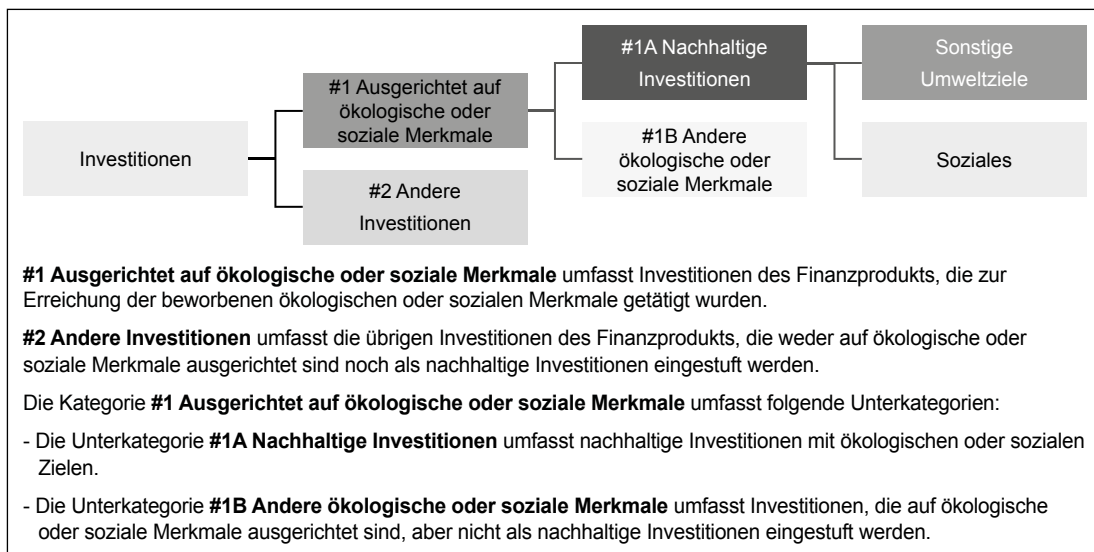 Investitionen
#1 Ausgerichtet auf
ökologische oder
soziale Merkmale
#2 Andere
Investitionen
#1A Nachhaltige
Investitionen
#1B Andere
ökologische oder
soziale Merkmale
Sonstige
Umweltziele
Soziales
#1 Ausgerichtet auf ökologische oder soziale Merkmale umfasst Investitionen des Finanzprodukts, die zur
Erreichung der beworbenen ökologischen oder sozialen Merkmale getätigt wurden.
#2 Andere Investitionen umfasst die übrigen Investitionen des Finanzprodukts, die weder auf ökologische oder
soziale Merkmale ausgerichtet sind noch als nachhaltige Investitionen eingestuft werden.
Die Kategorie #1 Ausgerichtet auf ökologische oder soziale Merkmale umfasst folgende Unterkategorien:
- Die Unterkategorie #1A Nachhaltige Investitionen umfasst nachhaltige Investitionen mit ökologischen oder sozialen
Zielen.
- Die Unterkategorie #1B Andere ökologische oder soziale Merkmale umfasst Investitionen, die auf ökologische
oder soziale Merkmale ausgerichtet sind, aber nicht als nachhaltige Investitionen eingestuft werden.